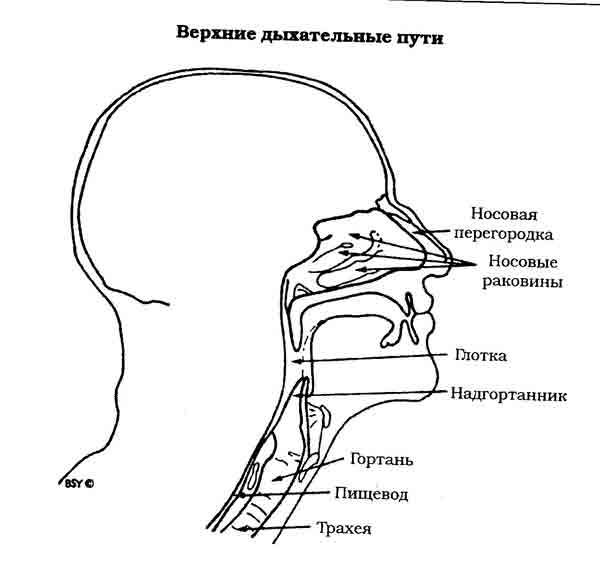 Верхние дыхательные пути
Носовая
перегородка
Носовые
раковины
Глотка
Надгортанник
Гортань
BSY ©
Пищевод
Трахея